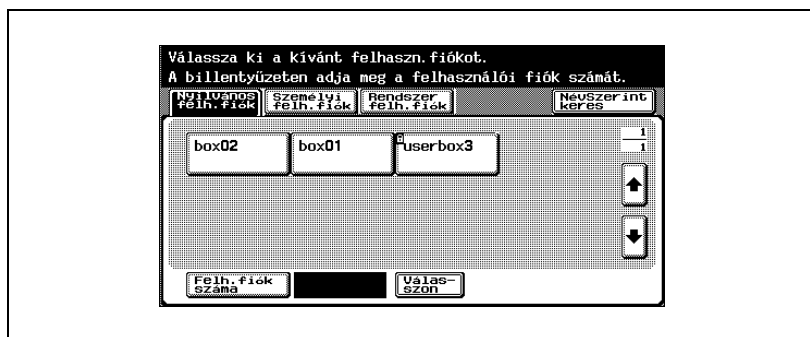 Válassza ki a kívánt felhaszn.fiókot.
A billentyűzeten adja meg a felhasználói fiók számát.
Nyilvános
felh.fiók
Személyi
felh.fiók
Rendszer
felh.fiók
NévSzerint
keres
box02
box01
userbox3
1
1
Felh.fiók
száma
Válas-
szon